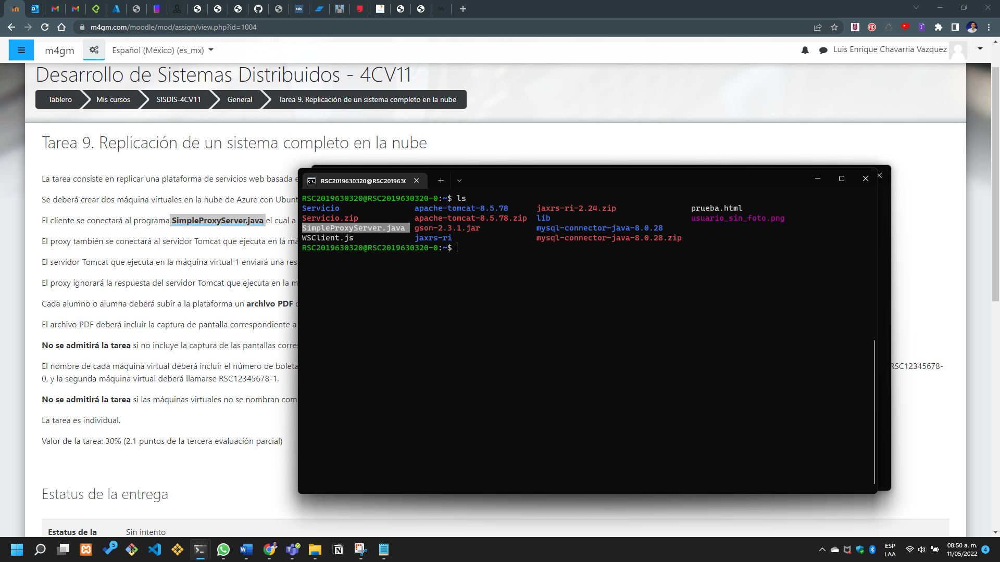 m4gm.com/moodle/mod/assign/view.php?id=1004
m4gm
Español (México) (es_mx)
Luis Enrique Chavarria Vazquez
Desarrollo de Sistemas Distribuidos - 4CV11
Tablero
Mis cursos
SISDIS-4CV11
General
Tarea 9. Replicación de un sistema completo en la nube
Tarea 9. Replicación de un sistema completo en la nube
La tarea consiste en replicar una plataforma de servicios web basada e
Se deberá crear dos máquina virtuales en la nube de Azure con Ubunt
El cliente se conectará al programa SimpleProxyServer.java el cual a
El proxy también se conectará al servidor Tomcat que ejecuta en la má
El servidor Tomcat que ejecuta en la máquina virtual 1 enviará una res
El proxy ignorará la respuesta del servidor Tomcat que ejecuta en la m
Cada alumno o alumna deberá subir a la plataforma un archivo PDF c
El archivo PDF deberá incluir la captura de pantalla correspondiente a
No se admitirá la tarea si no incluye la captura de las pantallas corres
El nombre de cada máquina virtual deberá incluir el número de boleta RSC12345678-
0, y la segunda máquina virtual deberá llamarse RSC12345678-1.
No se admitirá la tarea si las máquinas virtuales no se nombran com
La tarea es individual.
Valor de la tarea: 30% (2.1 puntos de la tercera evaluación parcial)
Estatus de la entrega
Estatus de la Sin intento
RSC2019630320@RSC201963(
RSC2019630320@RSC2019630320-0:~$ ls
Servicio apache-tomcat-8.5.78 jaxrs-ri-2.24.zip prueba.html
Servicio.zip apache-tomcat-8.5.78.zip lib usuario_sin_foto.png
SimpleProxyServer.java gson-2.3.1.jar mysql-connector-java-8.0.28
WSClient.js jaxrs-ri mysql-connector-java-8.0.28.zip
RSC2019630320@RSC2019630320-0:~$
5
ESP
LAA
08:50 a. m.
11/05/2022
4